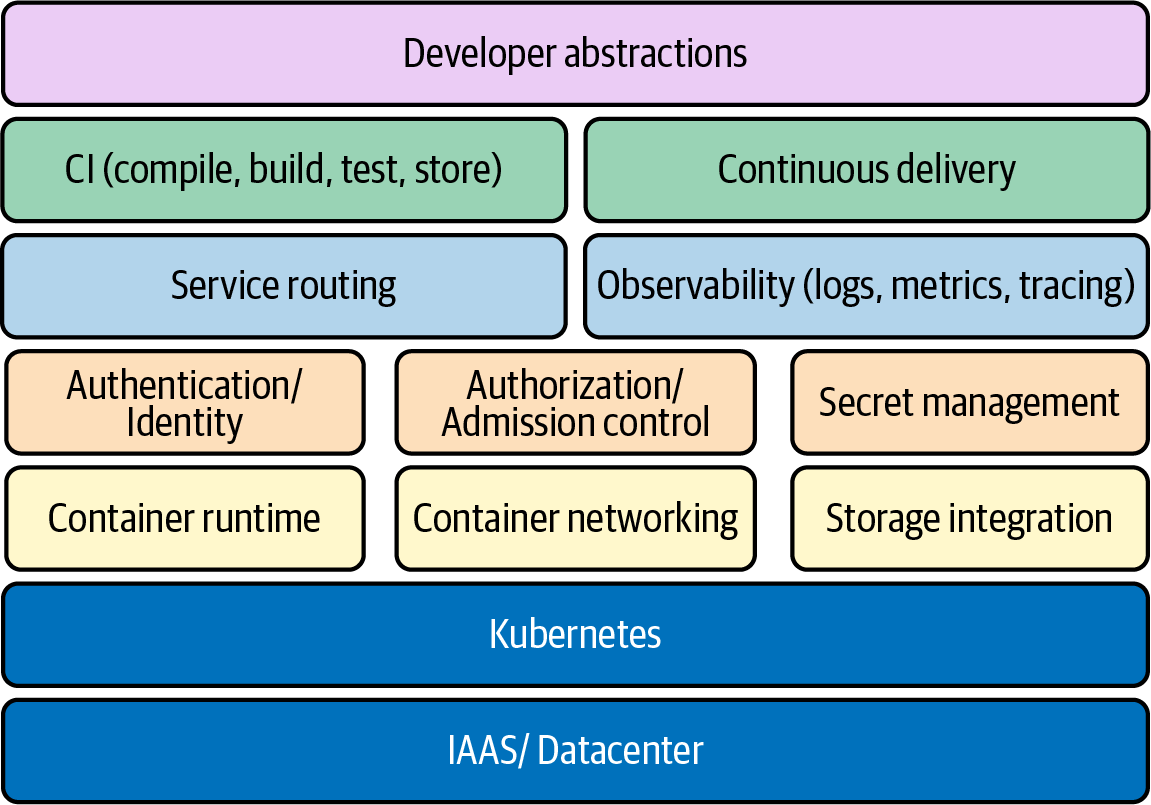 Developer abstractions
CI (compile, build, test, store)
Continuous delivery
Service routing
Observability (logs, metrics, tracing)
Authentication/
Identity
Authorization/
Admission control
Secret management
Container runtime
Container networking
Storage integration
Kubernetes
IAAS/ Datacenter